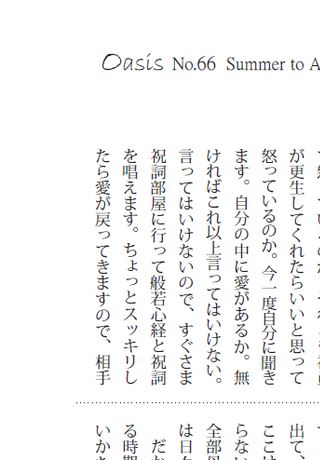 Oasis No.66 Summer to A
が更生してくれたらいいと思って
怒っているのか。今一度自分に聞き
ます。自分の中に愛があるか。無
ければこれ以上言ってはいけない。
言ってはいけないので、すぐさま
祝詞部屋に行って般若心経と祝詞
を唱えます。ちょっとスッキリし
たら愛が戻ってきますので、相手
出て、
ここは
らない
全部母
は日々
だか
る時期
いかさ